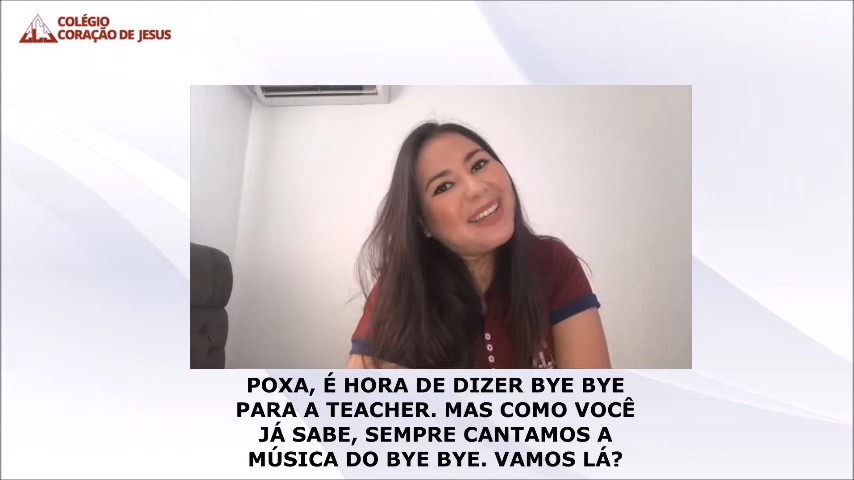 COLÉGIO
CORAÇÃO DE JESUS
POXA, É HORA DE DIZER BYE BYE
PARA A TEACHER. MAS COMO VOCÊ
JÁ SABE, SEMPRE CANTAMOS A
MÚSICA DO BYE BYE. VAMOS LÁ?